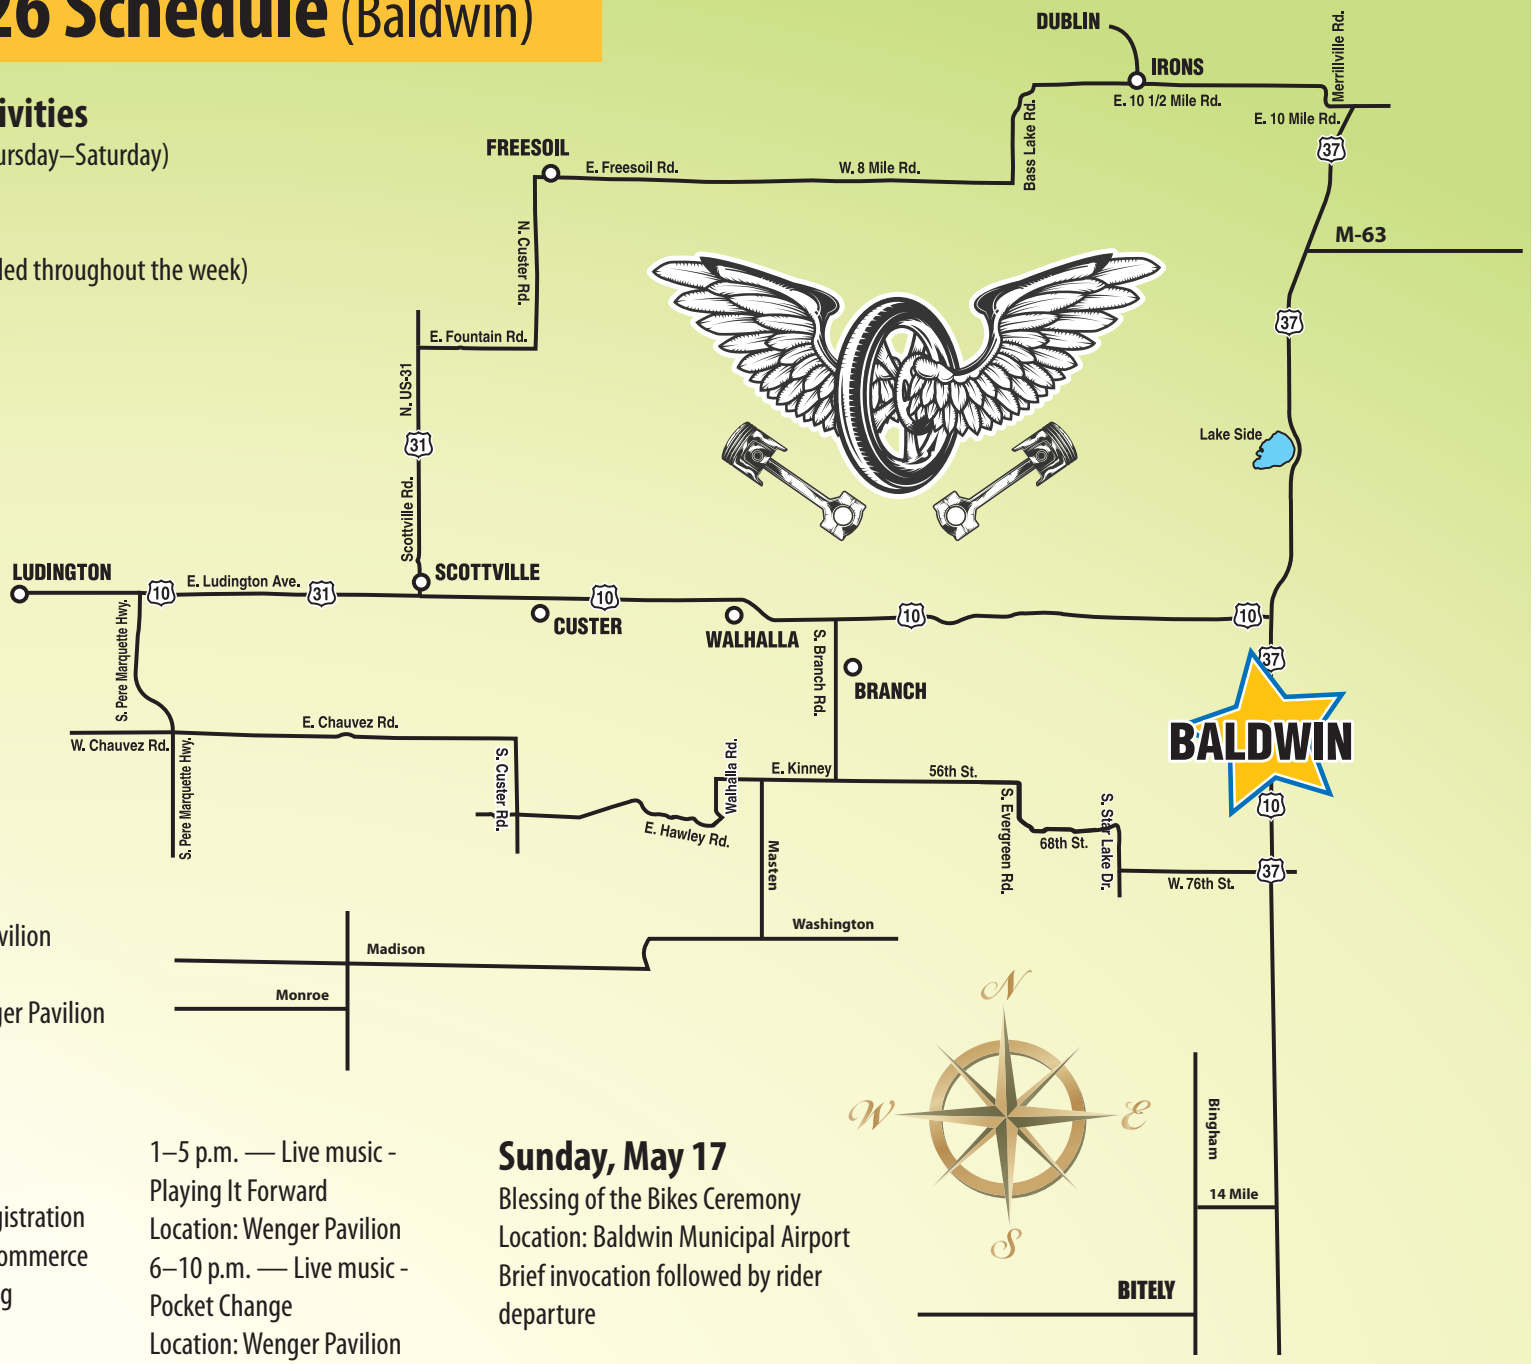 26 Schedule (Baldwin)
ivities
ursday–Saturday)
led throughout the week)
DUBLIN
IRONS
Merrillville Rd.
E. 10 1/2 Mile Rd.
E. 10 Mile Rd.
Bass Lake Rd.
37
FREESOIL
E. Freesoil Rd.
W. 8 Mile Rd.
N. Custer Rd.
M-63
37
E. Fountain Rd.
N. US-31
31
Scottville Rd.
Lake Side
LUDINGTON
10
E. Ludington Ave.
31
SCOTTVILLE
10
CUSTER
WALHALLA
10
10
S. Pere Marquette Hwy.
S. Branch Rd.
BRANCH
37
BALDWIN
10
W. Chauvez Rd.
E. Chauvez Rd.
S. Pere Marquette Hwy.
S. Custer Rd.
Walhalla Rd.
E. Kinney
56th St.
E. Hawley Rd.
Masten
S. Evergreen Rd.
68th St.
S. Star Lake Dr.
W. 76th St.
37
Washington
Madison
Monroe
vilion
ger Pavilion
N
W
E
S
Bingham
14 Mile
BITELY
gistration
ommerce
g
1–5 p.m. — Live music -
Playing It Forward
Location: Wenger Pavilion
6–10 p.m. — Live music -
Pocket Change
Location: Wenger Pavilion
Sunday, May 17
Blessing of the Bikes Ceremony
Location: Baldwin Municipal Airport
Brief invocation followed by rider
departure